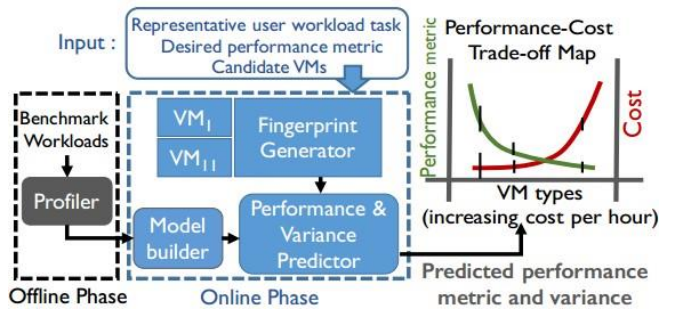 Input :
Representative user workload task
Desired performance metric
Candidate VMs
Benchmark
Workloads
Profiler
Offline Phase
VMI
VMII
Fingerprint
Generator
Model
builder
Performance &
Variance
Predictor
Online Phase
Performance-Cost
Trade-off Map
Performance metric
Cost
VM types
(increasing cost per hour)
Predicted performance
metric and variance